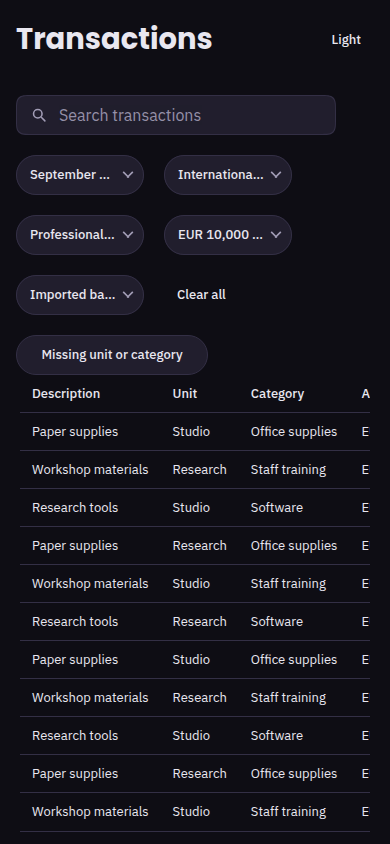 Transactions
Light
Search transactions
September ...
Internationa...
Professional...
EUR 10,000 ...
Imported ba...
Clear all
Missing unit or category
Description Unit Category A
Paper supplies Studio Office supplies E
Workshop materials Research Staff training E
Research tools Studio Software E
Paper supplies Research Office supplies E
Workshop materials Studio Staff training E
Research tools Research Software E
Paper supplies Studio Office supplies E
Workshop materials Research Staff training E
Research tools Studio Software E
Paper supplies Research Office supplies E
Workshop materials Studio Staff training E